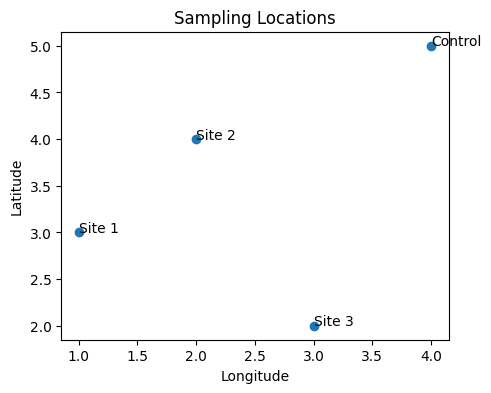 Sampling Locations
Control
5.0
4.5
Site 2
4.0
3.5
Site 1
3.0
2.5
Site 3
2.0
Latitude
1.0 1.5 2.0 2.5 3.0 3.5 4.0
Longitude